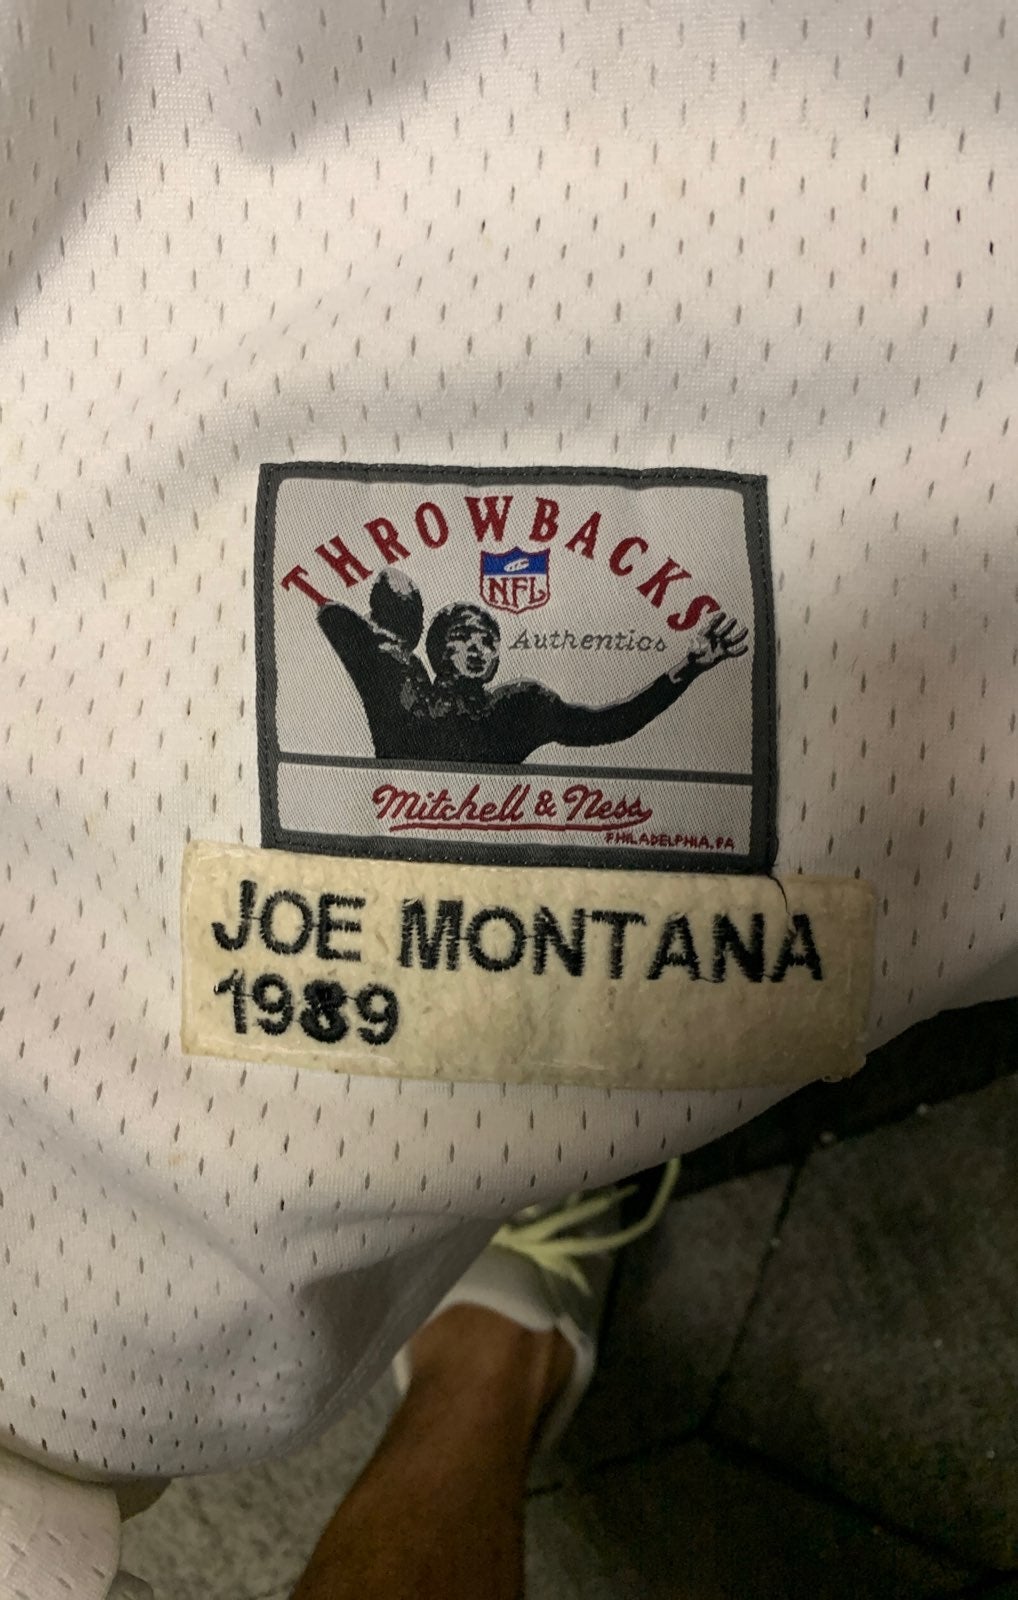 THROWBACKS
NFL
Authentics
Mitchell & Ness
PHILADELPHIA, PA
JOE MONTANA
1989